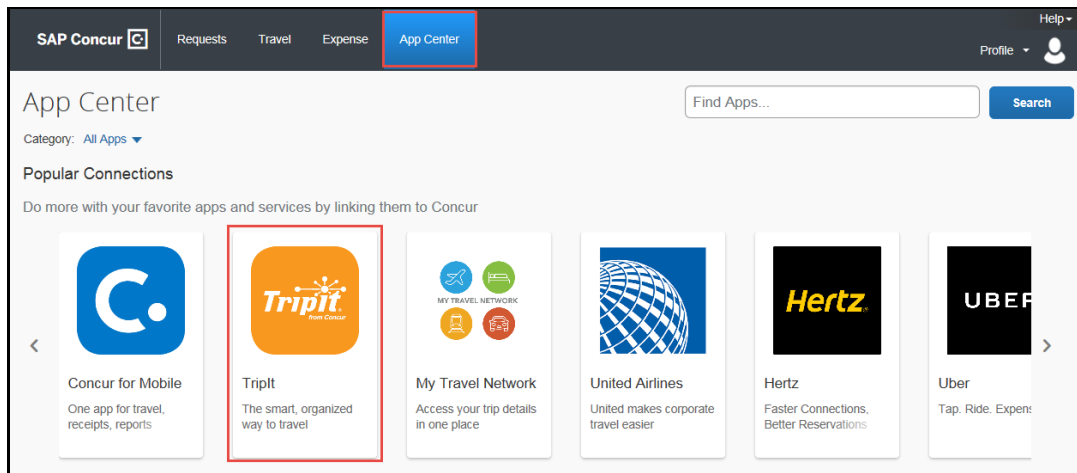 Help
SAP Concur C
Requests
Travel
Expense
App Center
Profile
App Center
Find Apps...
Search
Category: All Apps
Popular Connections
Do more with your favorite apps and services by linking them to Concur
C.
TripIt.
from Concur
MY TRAVEL NETWORK
Hertz
UBER
Concur for Mobile
One app for travel,
receipts, reports
TripIt
The smart, organized
way to travel
My Travel Network
Access your trip details
in one place
United Airlines
United makes corporate
travel easier
Hertz
Faster Connections,
Better Reservations
Uber
Tap. Ride. Expens